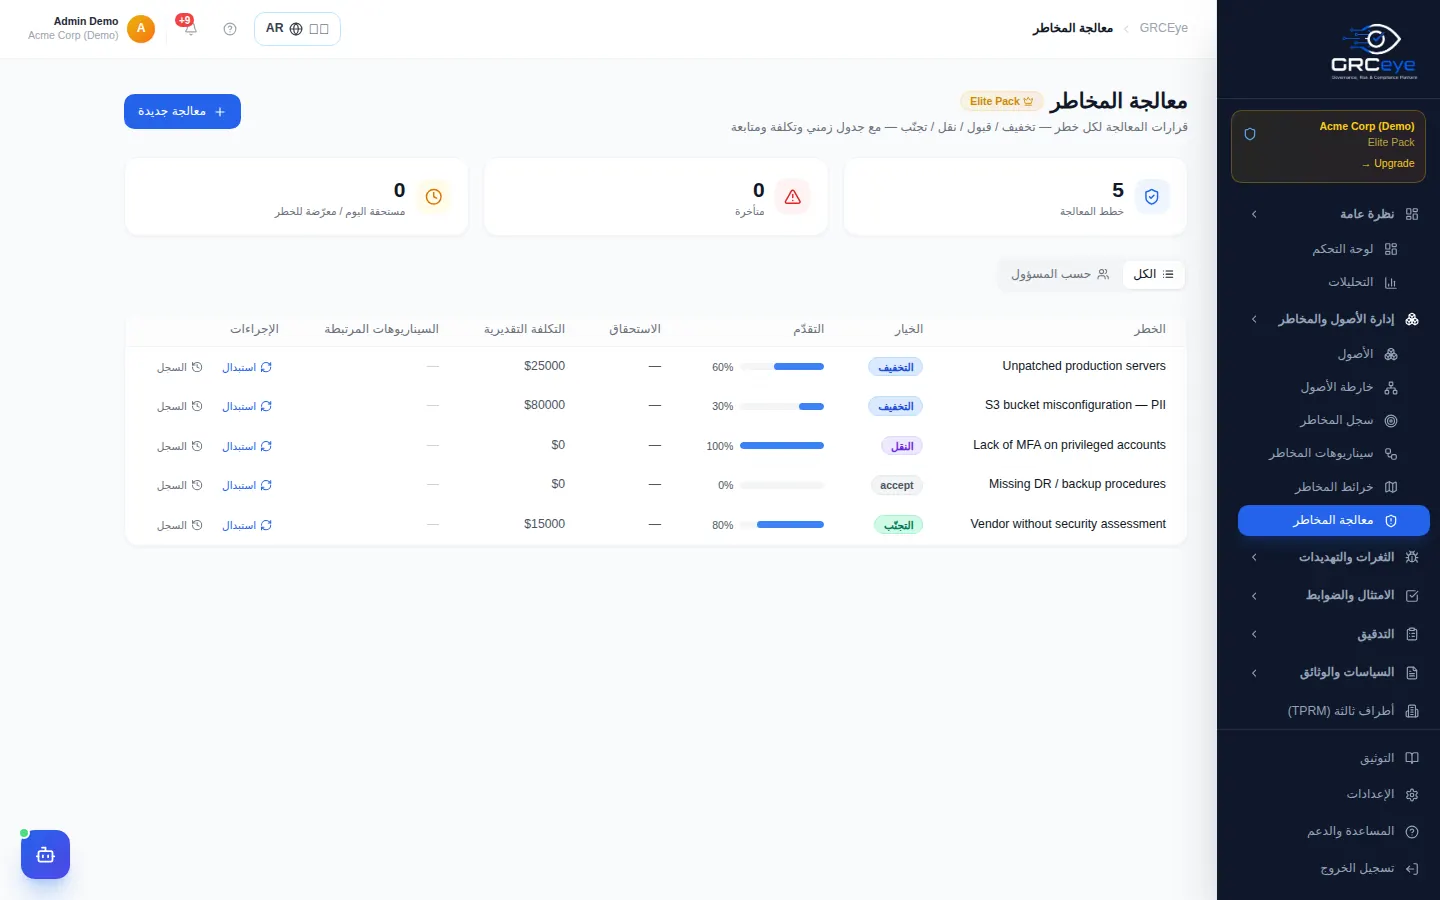 GRCeye
Governance, Risk & Compliance Platform
Acme Corp (Demo)
Elite Pack
Upgrade →
نظرة عامة
لوحة التحكم
التحليلات
إدارة الأصول والمخاطر
الأصول
خارطة الأصول
سجل المخاطر
سيناريوهات المخاطر
خرائط المخاطر
معالجة المخاطر
الثغرات والتهديدات
الامتثال والضوابط
التدقيق
السياسات والوثائق
أطراف ثالثة (TPRM)
التوثيق
الإعدادات
المساعدة والدعم
تسجيل الخروج
GRCEye
معالجة المخاطر
AR
+9
A
Admin Demo
Acme Corp (Demo)
معالجة المخاطر
Elite Pack
قرارات المعالجة لكل خطر — تخفيف / قبول / نقل / تجنّب — مع جدول زمني وتكلفة ومتابعة
معالجة جديدة
5
خطط المعالجة
0
متأخرة
0
مستحقة اليوم / معرّضة للخطر
الكل
حسب المسؤول
الخطر الخيار التقدّم الاستحقاق التكلفة التقديرية السيناريوهات المرتبطة الإجراءات
Unpatched production servers التخفيف 60% — $25000 — استبدال السجل
S3 bucket misconfiguration — PII التخفيف 30% — $80000 — استبدال السجل
Lack of MFA on privileged accounts النقل 100% — $0 — استبدال السجل
Missing DR / backup procedures accept 0% — $0 — استبدال السجل
Vendor without security assessment التجنّب 80% — $15000 — استبدال السجل